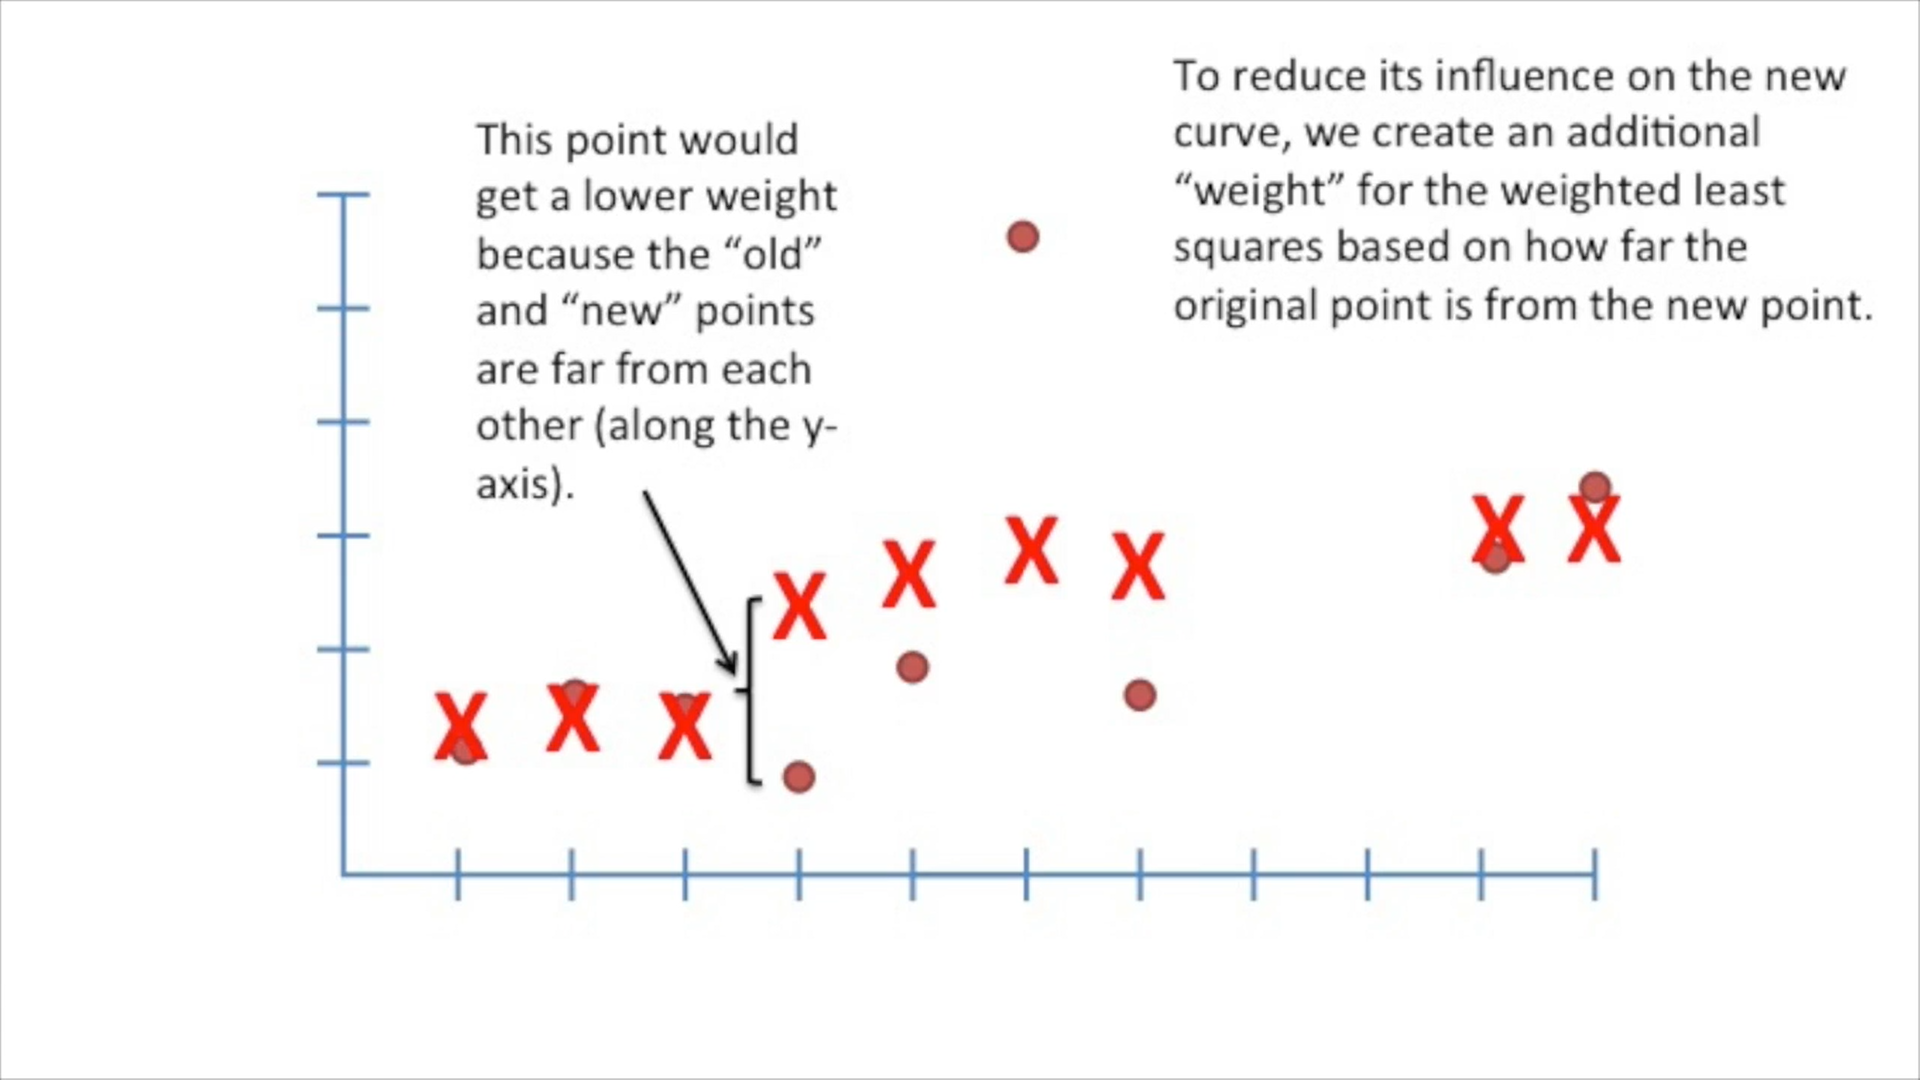 This point would
get a lower weight
because the “old”
and “new” points
are far from each
other (along the y-
axis).
To reduce its influence on the new
curve, we create an additional
“weight” for the weighted least
squares based on how far the
original point is from the new point.
X
X
X
X
X
X
X
X
X